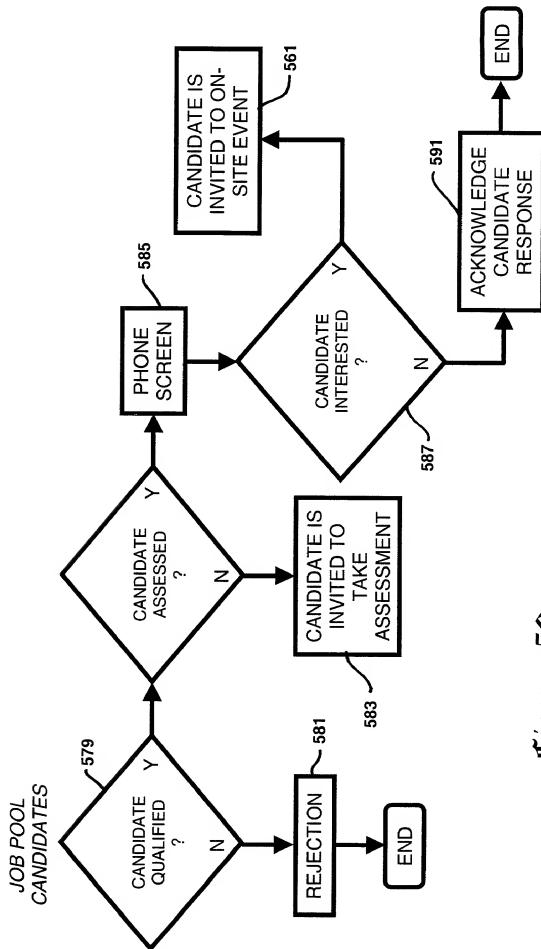 JOB POOL
CANDIDATES
579
CANDIDATE
QUALIFIED
?
Y
N
581
REJECTION
END
CANDIDATE
ASSESSED
?
Y
N
583
CANDIDATE IS
INVITED TO
TAKE
ASSESSMENT
585
PHONE
SCREEN
CANDIDATE
INTERESTED
?
Y
N
587
CANDIDATE IS
INVITED TO ON-
SITE EVENT
561
591
ACKNOWLEDGE
CANDIDATE
RESPONSE
END